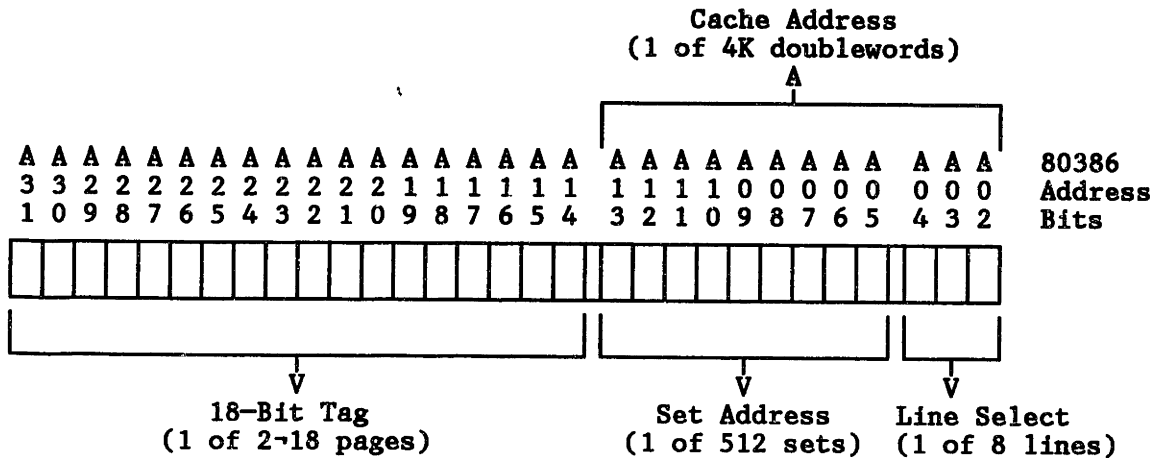 Cache Address
(1 of 4K doublewords)
A
A A A A A A A A A A A A A A A A A A A A A A A A A A A A A A 80386
3 3 2 2 2 2 2 2 2 2 2 2 1 1 1 1 1 1 1 1 1 1 0 0 0 0 0 0 0 0 Address
1 0 9 8 7 6 5 4 3 2 1 0 9 8 7 6 5 4 3 2 1 0 9 8 7 6 5 4 3 2 Bits
V V V
18-Bit Tag Set Address Line Select
(1 of 2¬18 pages) (1 of 512 sets) (1 of 8 lines)